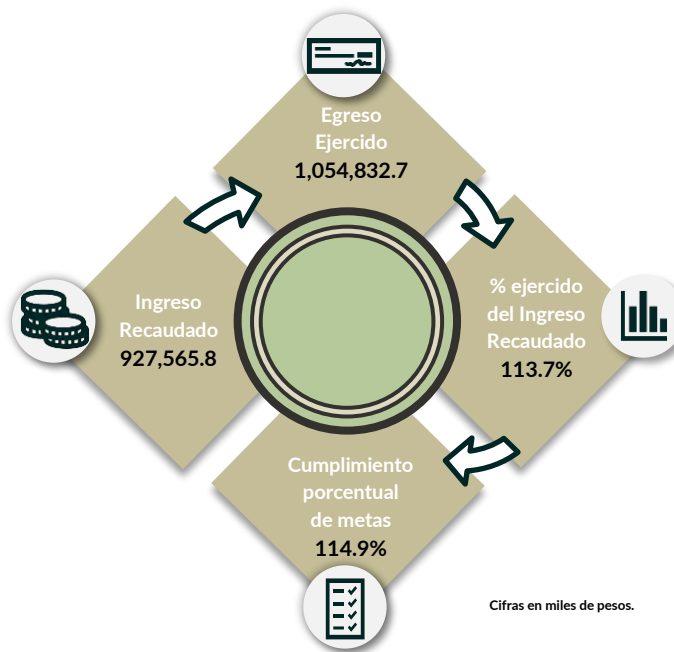 Egreso
Ejercido
1,054,832.7
Ingreso
Recaudado
927,565.8
% ejercido
del Ingreso
Recaudado
113.7%
Cumplimiento
porcentual
de metas
114.9%
Cifras en miles de pesos.